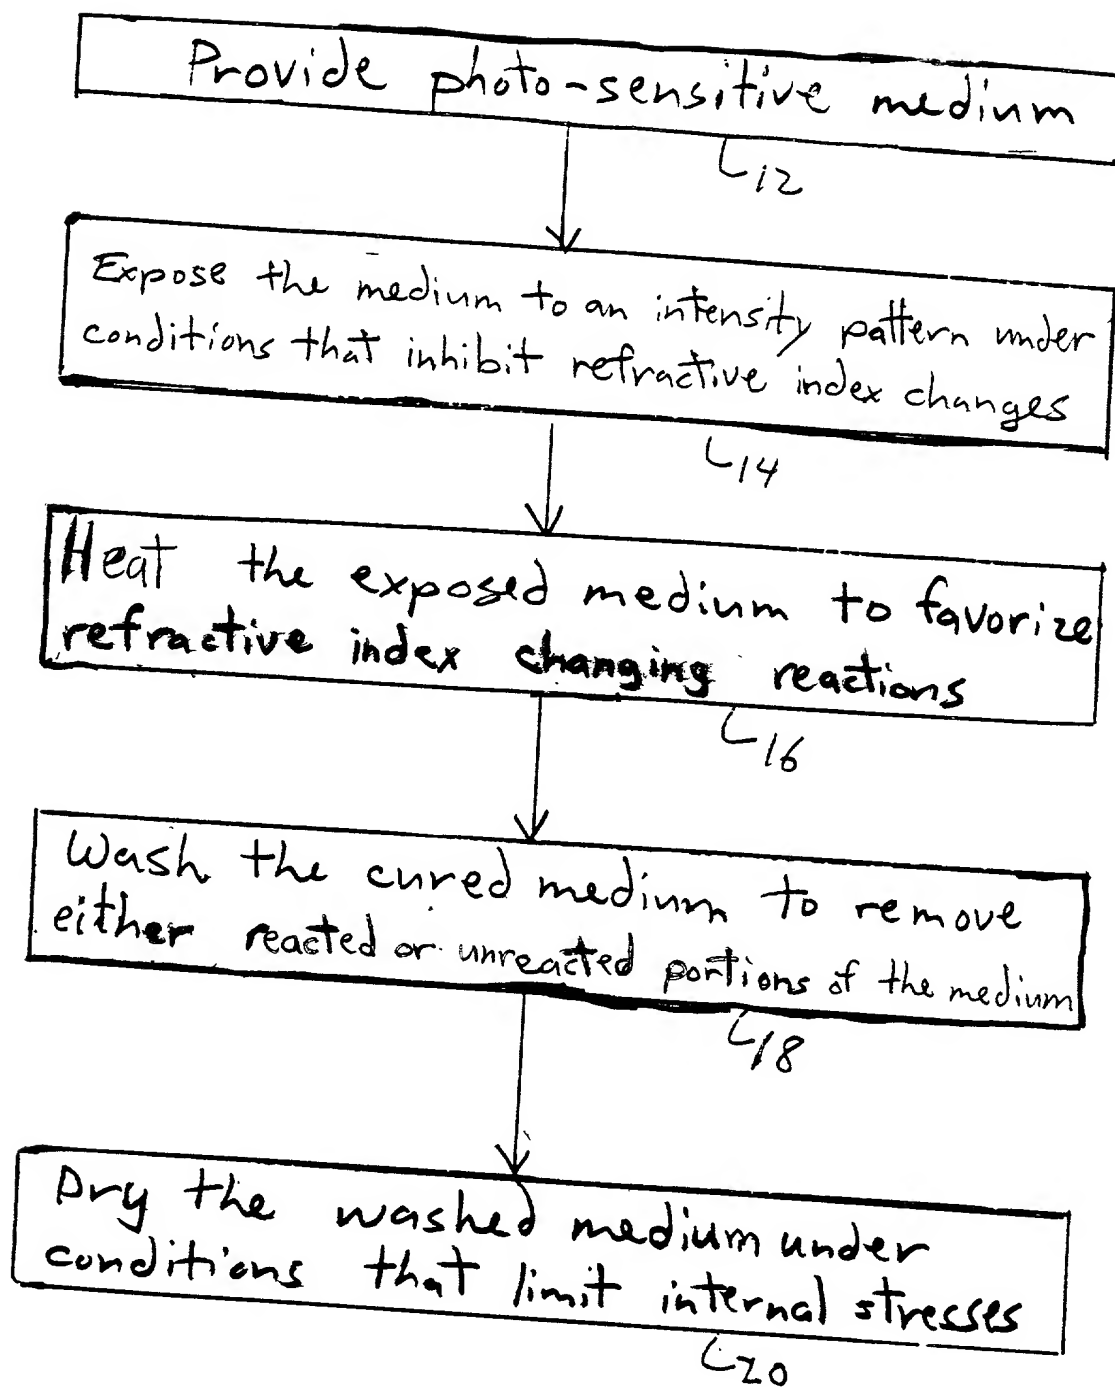 Provide photo-sensitive medium
12
Expose the medium to an intensity pattern under
conditions that inhibit refractive index changes
14
Heat the exposed medium to favorize
refractive index changing reactions
16
Wash the cured medium to remove
either reacted or unreacted portions of the medium
18
Dry the washed medium under
conditions that limit internal stresses
20